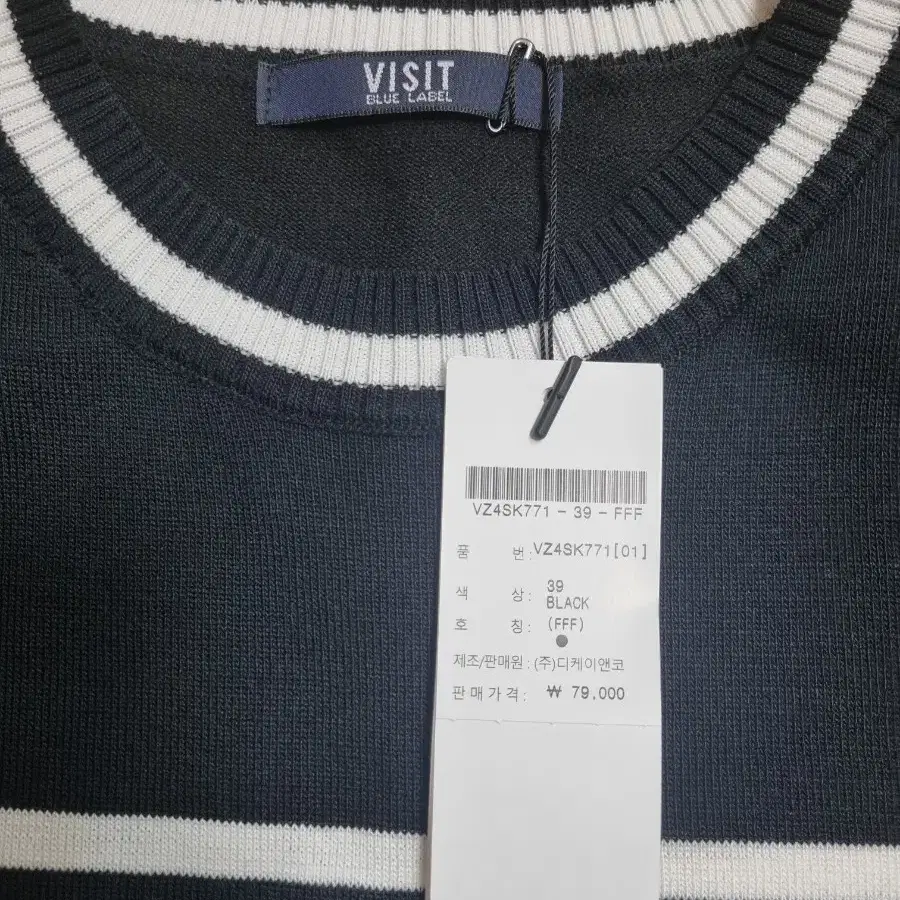 VISIT
BLUE LABEL
VZ4SK771 - 39 - FFF
품 번: VZ4SK771[01]
색 상: 39
BLACK
호 칭: (FFF)
제조/판매원 : (주)디케이앤코
판매가격: ₩ 79,000